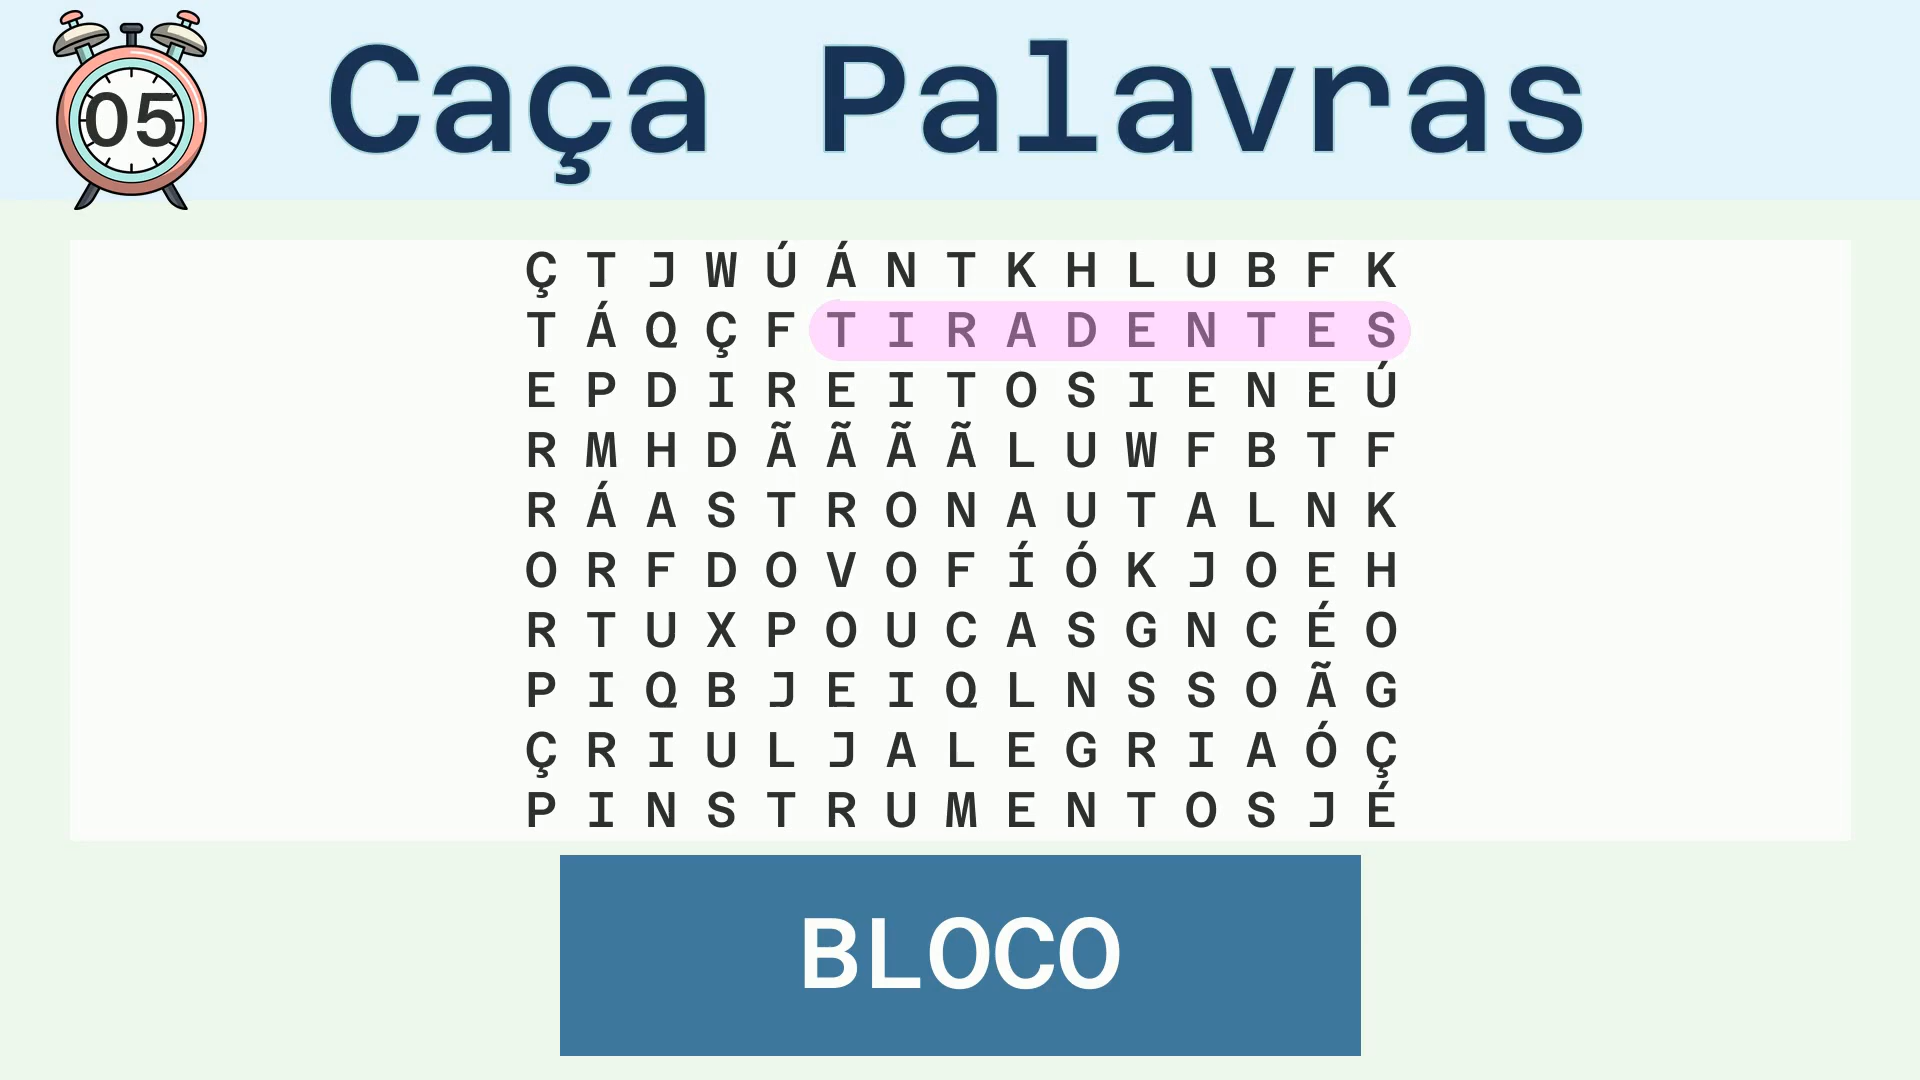 05
Caça Palavras
Ç T J W Ú Á N T K H L U B F K
T Á Q Ç F T I R A D E N T E S
E P D I R E I T O S I E N E Ú
R M H D Ã Ã Ã Ã L U W F B T F
R Á A S T R O N A U T A L N K
O R F D O V O F Í Ó K J O E H
R T U X P O U C A S G N C É O
P I Q B J E I Q L N S S O Ã G
Ç R I U L J A L E G R I A Ó Ç
P I N S T R U M E N T O S J É
BLOCO